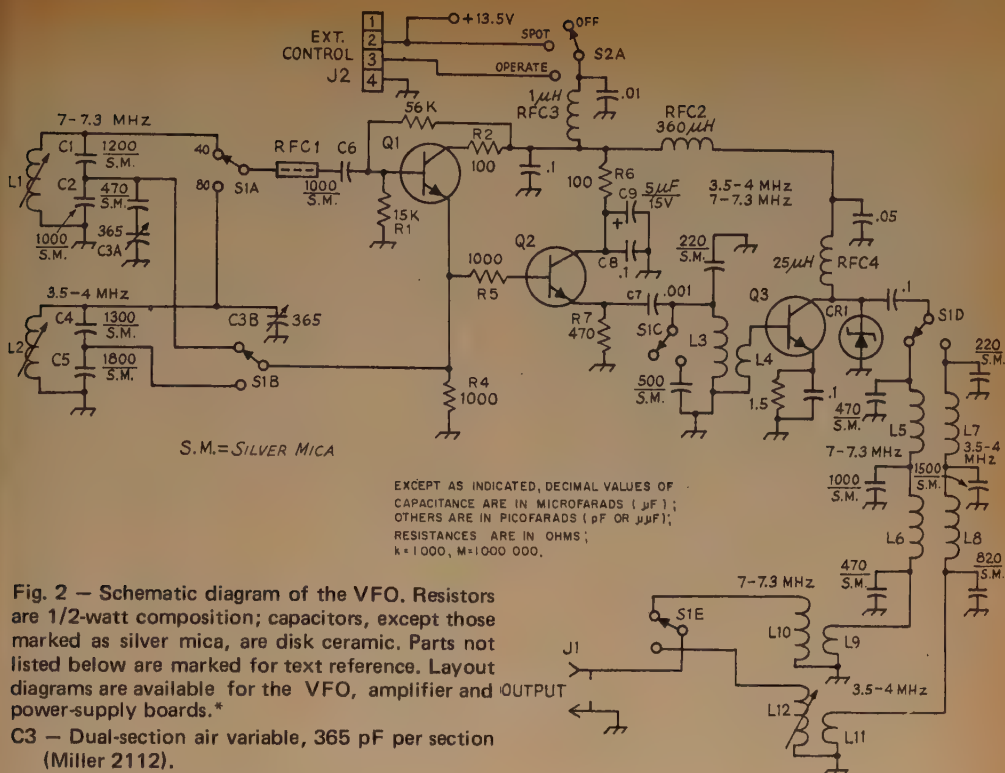 EXT.
CONTROL
J2
1
2
3
4
+13.5V
SPOT
OFF
S2A
OPERATE
.01
1μH
RFC3
56K
Q1
R2
100
RFC2
360μH
7-7.3 MHz
C1
1200
S.M.
L1
C2
470
S.M.
1000
S.M.
365
C3A
40
S1A
80
RFC1
C6
1000
S.M.
15K
R1
.1
R6
100
C9
5μF
15V
+
C8
.1
3.5-4 MHz
7-7.3 MHz
.05
25μH
RFC4
Q2
1000
R5
220
S.M.
C7
.001
R7
470
S1C
500
S.M.
L3
L4
Q3
CR1
.1
S1D
1.5
.1
3.5-4 MHz
C4
1300
S.M.
L2
C5
1800
S.M.
C3B
365
S1B
R4
1000
220
S.M.
470
S.M.
L5
L7
7-7.3 MHz
3.5-4
MHz
1000
S.M.
1500
S.M.
L6
L8
470
S.M.
820
S.M.
S.M.=SILVER MICA
EXCEPT AS INDICATED, DECIMAL VALUES OF
CAPACITANCE ARE IN MICROFARADS (μF);
OTHERS ARE IN PICOFARADS (pF OR μμF);
RESISTANCES ARE IN OHMS;
k=1000, M=1000 000.
7-7.3 MHz
S1E
L10
L9
J1
OUTPUT
3.5-4 MHz
L12
L11
Fig. 2 — Schematic diagram of the VFO. Resistors
are 1/2-watt composition; capacitors, except those
marked as silver mica, are disk ceramic. Parts not
listed below are marked for text reference. Layout
diagrams are available for the VFO, amplifier and
power-supply boards.*
C3 — Dual-section air variable, 365 pF per section
(Miller 2112).